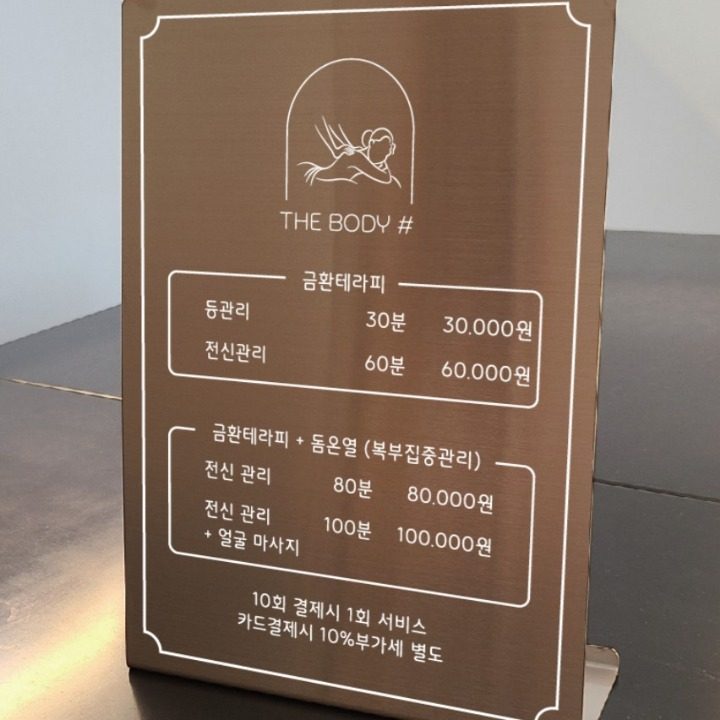 THE BODY #
금환테라피
등관리 30분 30.000원
전신관리 60분 60.000원
금환테라피 + 돔온열 (복부집중관리)
전신 관리 80분 80.000원
전신 관리 100분 100.000원
+ 얼굴 마사지
10회 결제시 1회 서비스
카드결제시 10%부가세 별도